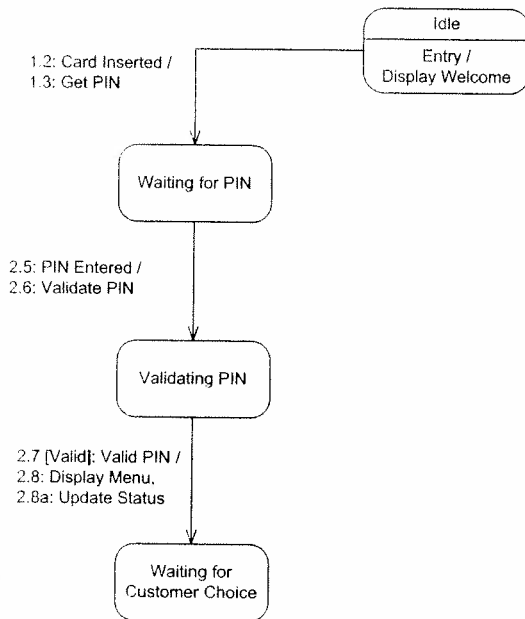 Idle
Entry /
Display Welcome
1.2: Card Inserted /
1.3: Get PIN
Waiting for PIN
2.5: PIN Entered /
2.6: Validate PIN
Validating PIN
2.7 [Valid]: Valid PIN /
2.8: Display Menu,
2.8a: Update Status
Waiting for
Customer Choice